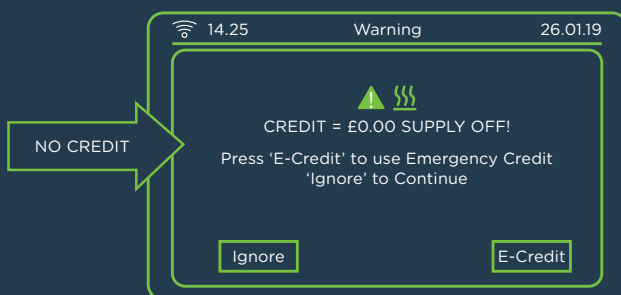 14.25 Warning 26.01.19
CREDIT = £0.00 SUPPLY OFF!
NO CREDIT
Press ‘E-Credit’ to use Emergency Credit
‘Ignore’ to Continue
Ignore E-Credit